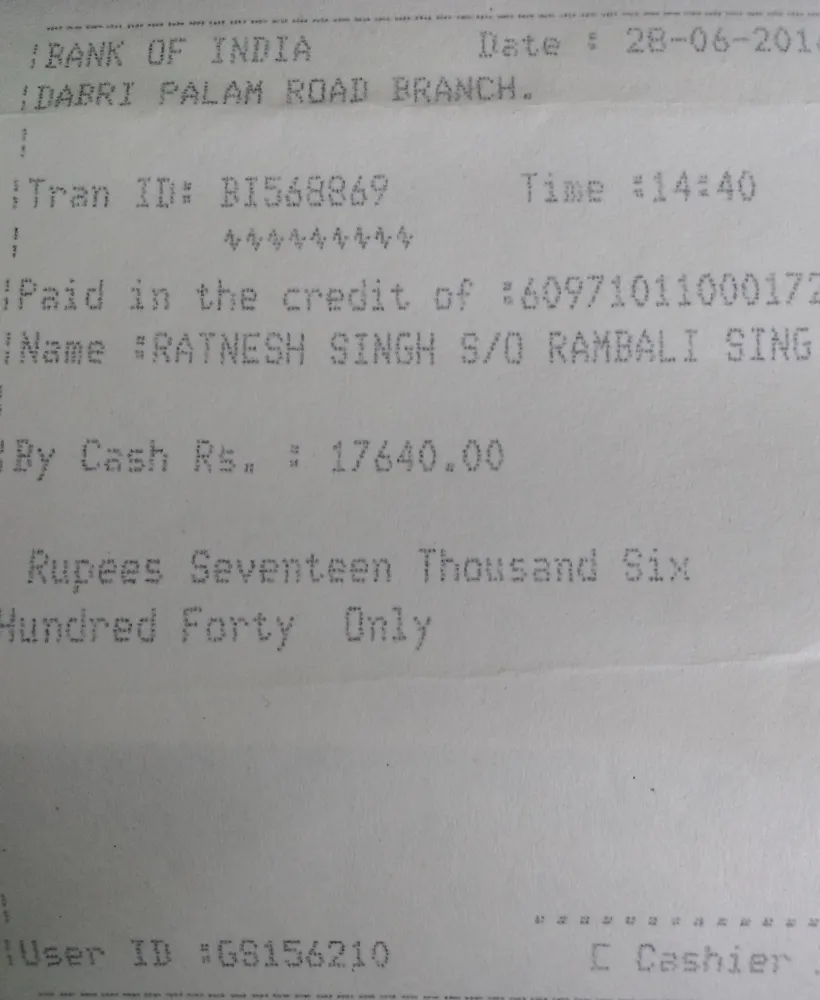 BANK OF INDIA Date : 28-06-201
DABRI PALAM ROAD BRANCH.
Tran ID: BI568869 Time :14:40
*********
Paid in the credit of :60971011000172
Name :RATNESH SINGH S/O RAMBALI SING
By Cash Rs. : 17640.00
Rupees Seventeen Thousand Six
Hundred Forty Only
User ID :GS156210 [ Cashier